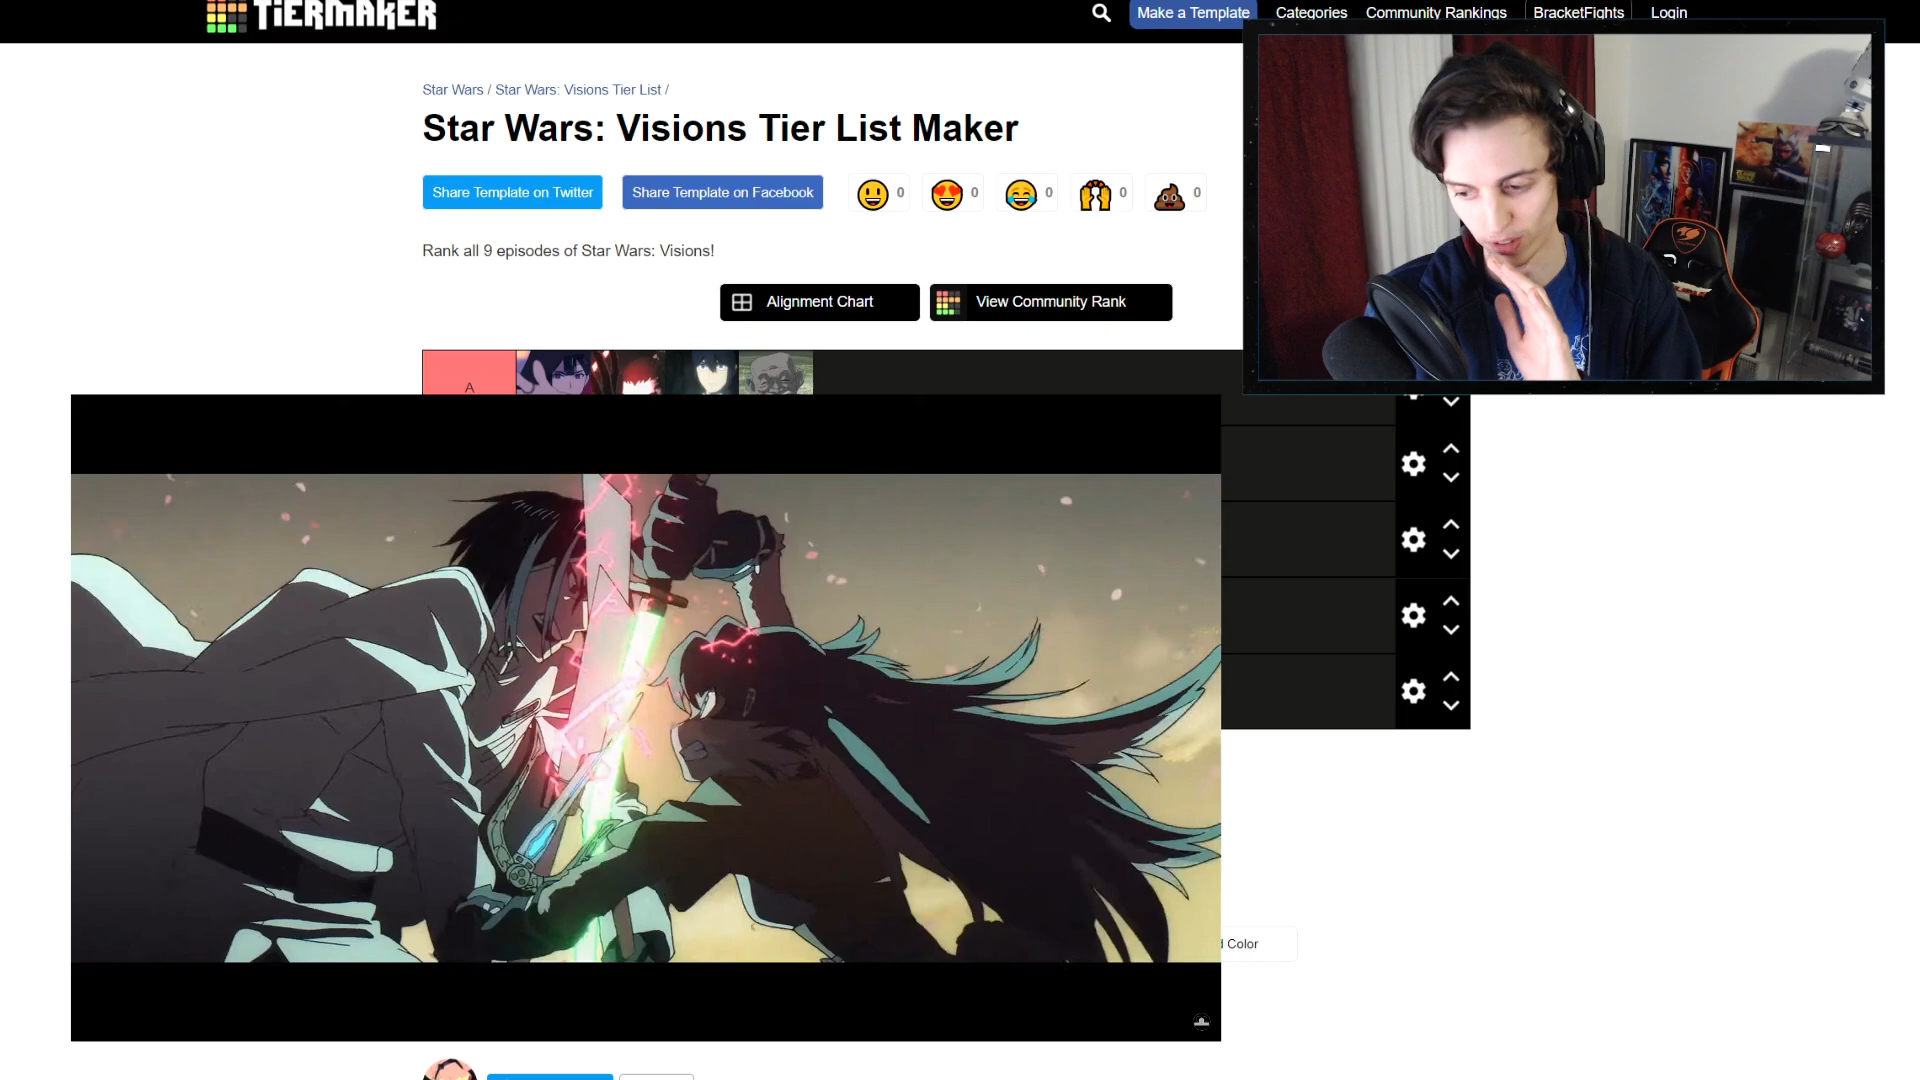 TiERMAKER
Make a Template
Categories
Community Rankings
BracketFights
Login
Star Wars / Star Wars: Visions Tier List /
Star Wars: Visions Tier List Maker
Share Template on Twitter
Share Template on Facebook
0
0
0
0
0
Rank all 9 episodes of Star Wars: Visions!
Alignment Chart
View Community Rank
A
Color